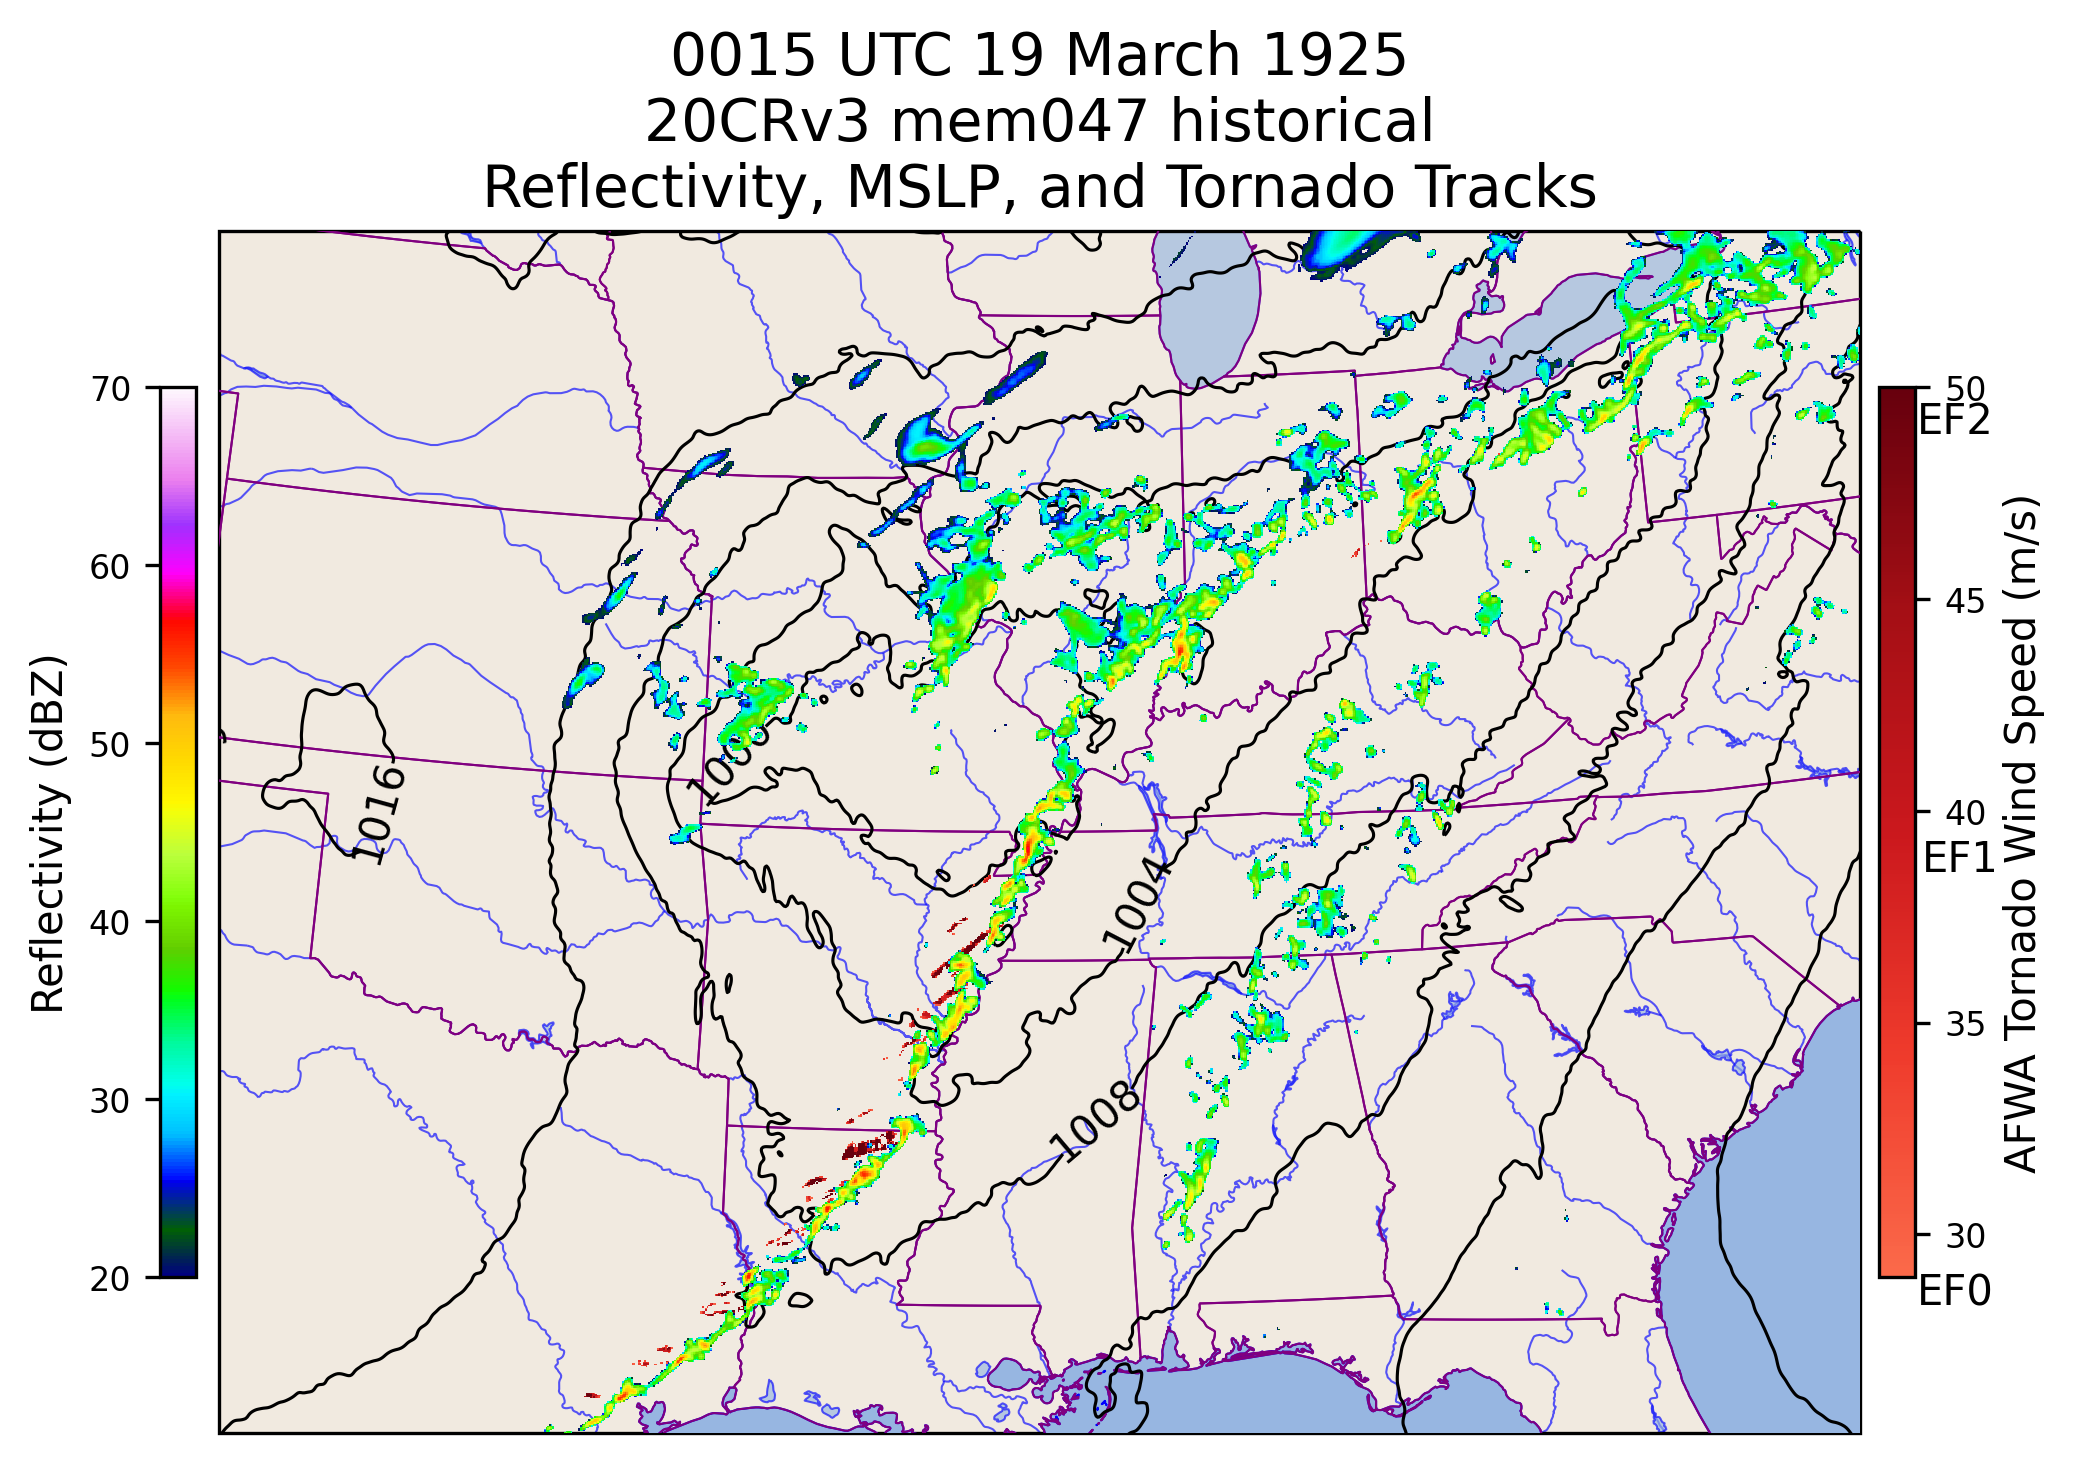 0015 UTC 19 March 1925
20CRv3 mem047 historical
Reflectivity, MSLP, and Tornado Tracks
70
60
50
40
30
20
Reflectivity (dBZ)
1016
1004
1008
50
EF2
45
40
EF1
35
30
EF0
AFWA Tornado Wind Speed (m/s)